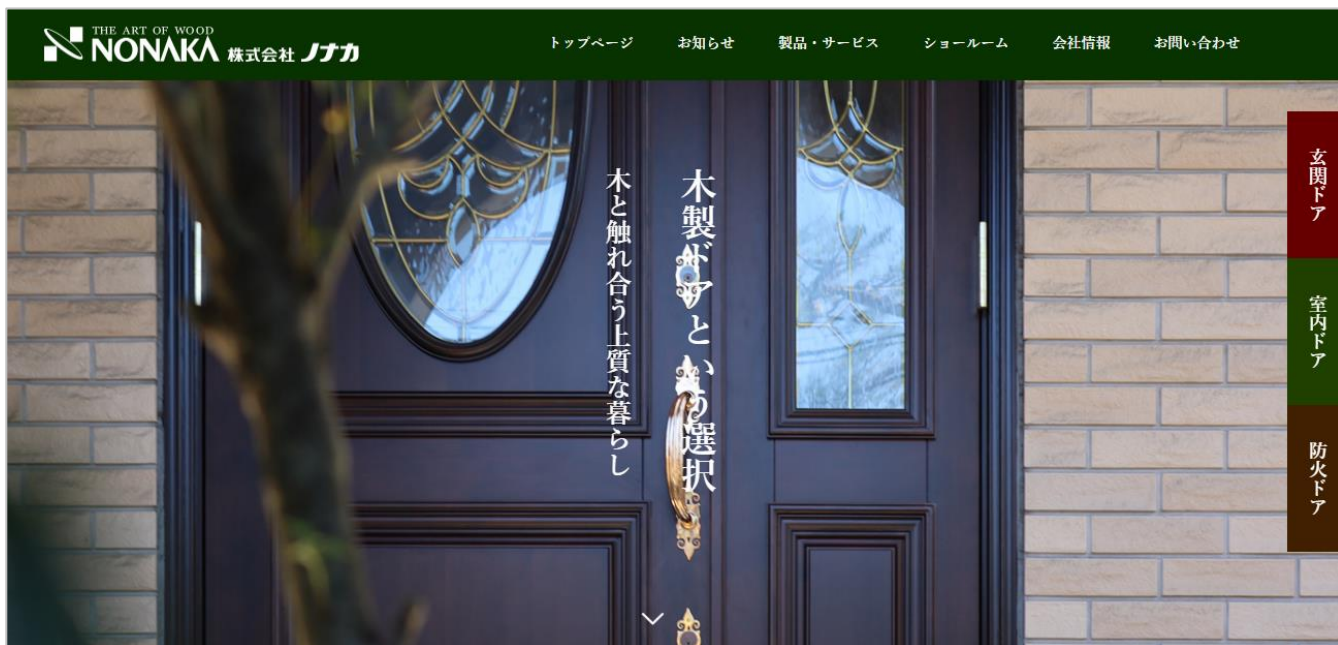 THE ART OF WOOD
NONAKA 株式会社 ノナカ
トップページ
お知らせ
製品・サービス
ショールーム
会社情報
お問い合わせ
木製ドアという選択
木と触れ合う上質な暮らし
玄関ドア
室内ドア
防火ドア